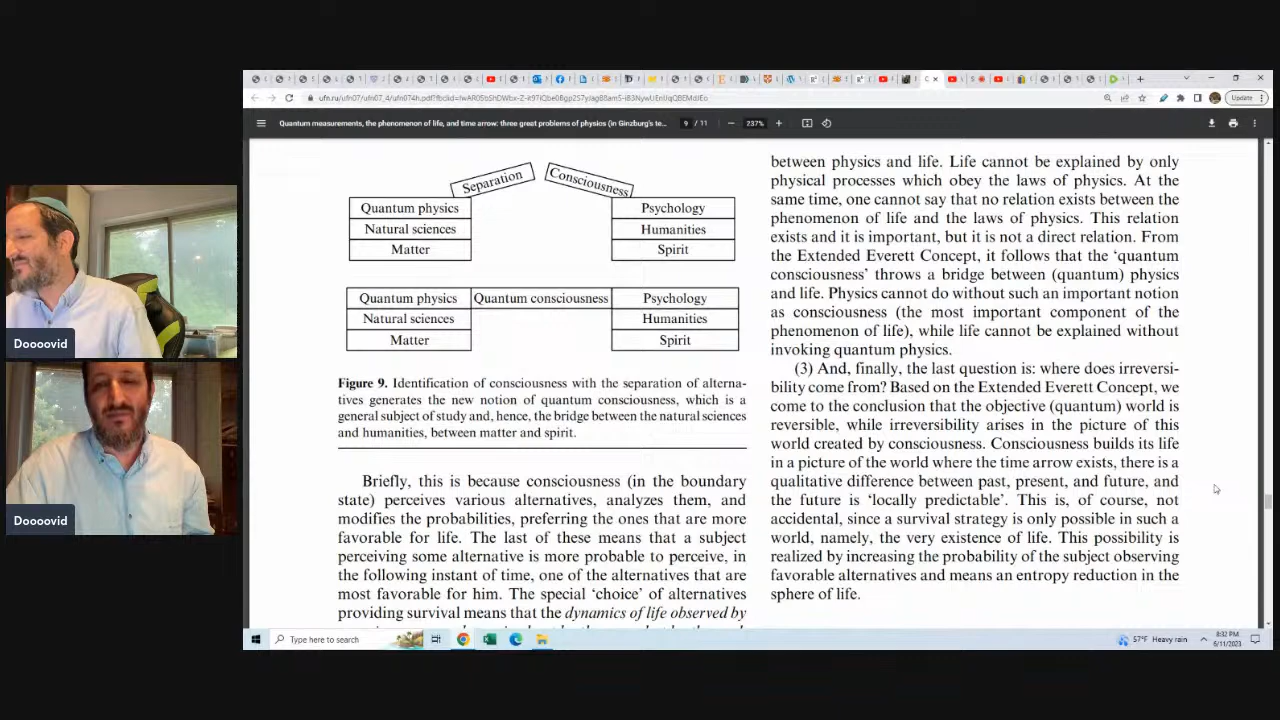 Update
Quantum measurements, the phenomenon of life, and time arrow: three great problems of physics (in Ginzburg's te...
9 / 11
237%
Separation
Consciousness
Quantum physics
Natural sciences
Matter
Psychology
Humanities
Spirit
Quantum physics
Quantum consciousness
Psychology
Natural sciences
Humanities
Matter
Spirit
Figure 9. Identification of consciousness with the separation of alterna-
tives generates the new notion of quantum consciousness, which is a
general subject of study and, hence, the bridge between the natural sciences
and humanities, between matter and spirit.
Briefly, this is because consciousness (in the boundary
state) perceives various alternatives, analyzes them, and
modifies the probabilities, preferring the ones that are more
favorable for life. The last of these means that a subject
perceiving some alternative is more probable to perceive, in
the following instant of time, one of the alternatives that are
most favorable for him. The special ‘choice’ of alternatives
providing survival means that the dynamics of life observed by
between physics and life. Life cannot be explained by only
physical processes which obey the laws of physics. At the
same time, one cannot say that no relation exists between the
phenomenon of life and the laws of physics. This relation
exists and it is important, but it is not a direct relation. From
the Extended Everett Concept, it follows that the ‘quantum
consciousness’ throws a bridge between (quantum) physics
and life. Physics cannot do without such an important notion
as consciousness (the most important component of the
phenomenon of life), while life cannot be explained without
invoking quantum physics.
(3) And, finally, the last question is: where does irreversi-
bility come from? Based on the Extended Everett Concept, we
come to the conclusion that the objective (quantum) world is
reversible, while irreversibility arises in the picture of this
world created by consciousness. Consciousness builds its life
in a picture of the world where the time arrow exists, there is a
qualitative difference between past, present, and future, and
the future is ‘locally predictable’. This is, of course, not
accidental, since a survival strategy is only possible in such a
world, namely, the very existence of life. This possibility is
realized by increasing the probability of the subject observing
favorable alternatives and means an entropy reduction in the
sphere of life.
Doooovid
Doooovid
Type here to search
57°F Heavy rain
8:32 PM
6/11/2023